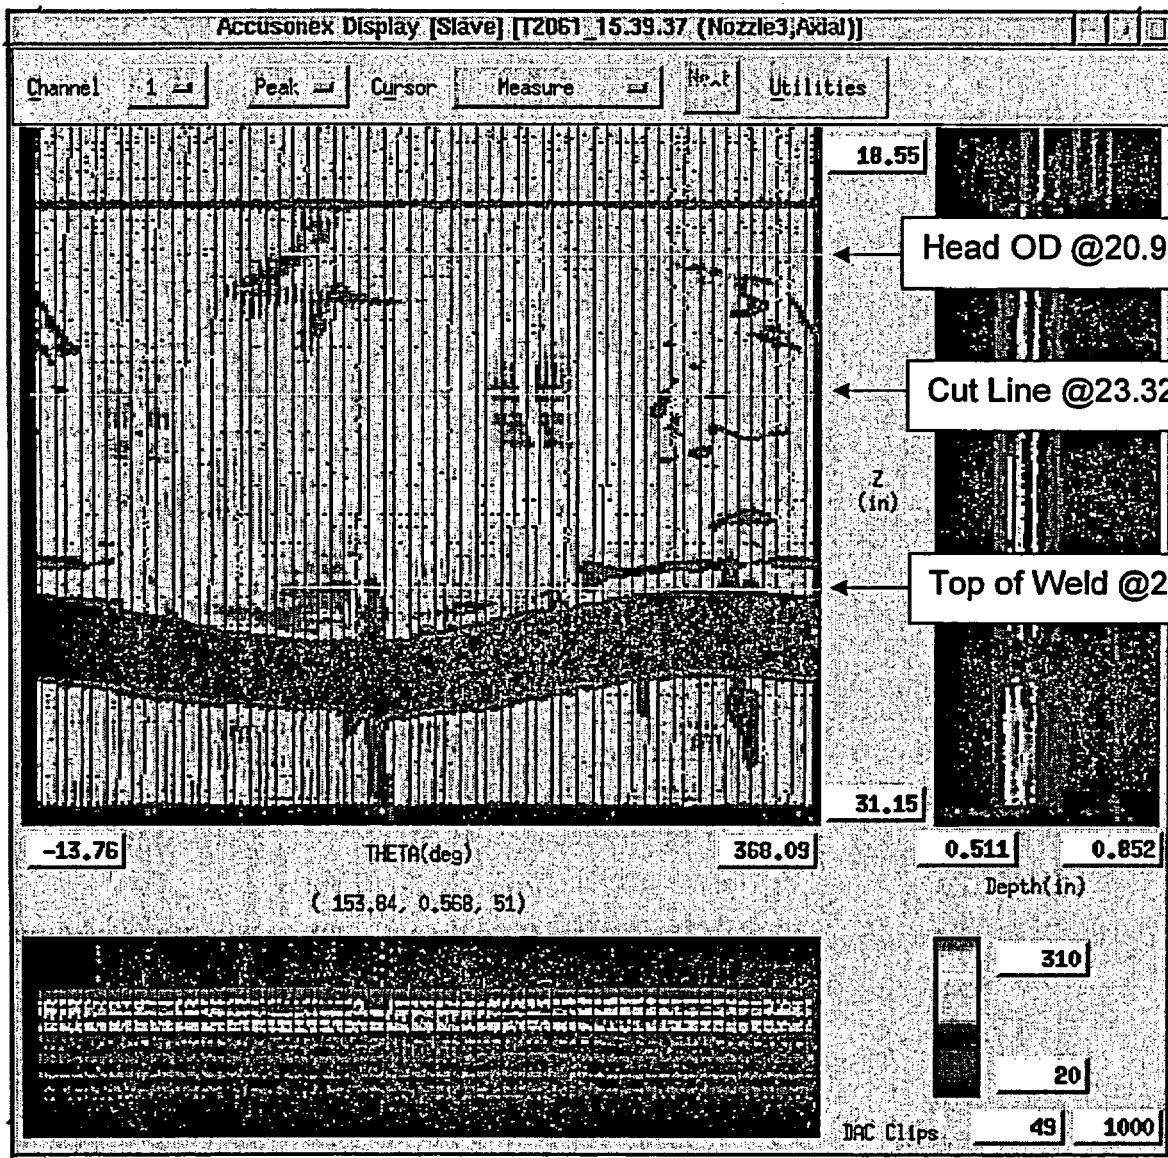 Accusonex Display [Slave] [T2061_15.39.37 (Nozzle3,Axial)]
Channel 1 Peak Cursor Measure Utilities
18.55
Head OD @20.9
Cut Line @23.32
Z
(in)
Top of Weld @2
31.15
-13.76 THETA(deg) 368.09 0.511 0.852
Depth(in)
( 153.84, 0.568, 51)
310
20
DAC Clips 49 1000